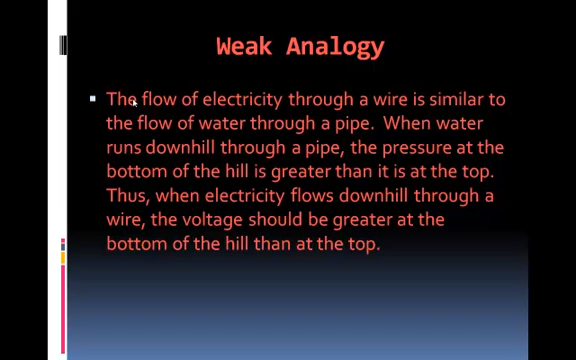 Weak Analogy
The flow of electricity through a wire is similar to
the flow of water through a pipe. When water
runs downhill through a pipe, the pressure at the
bottom of the hill is greater than it is at the top.
Thus, when electricity flows downhill through a
wire, the voltage should be greater at the
bottom of the hill than at the top.